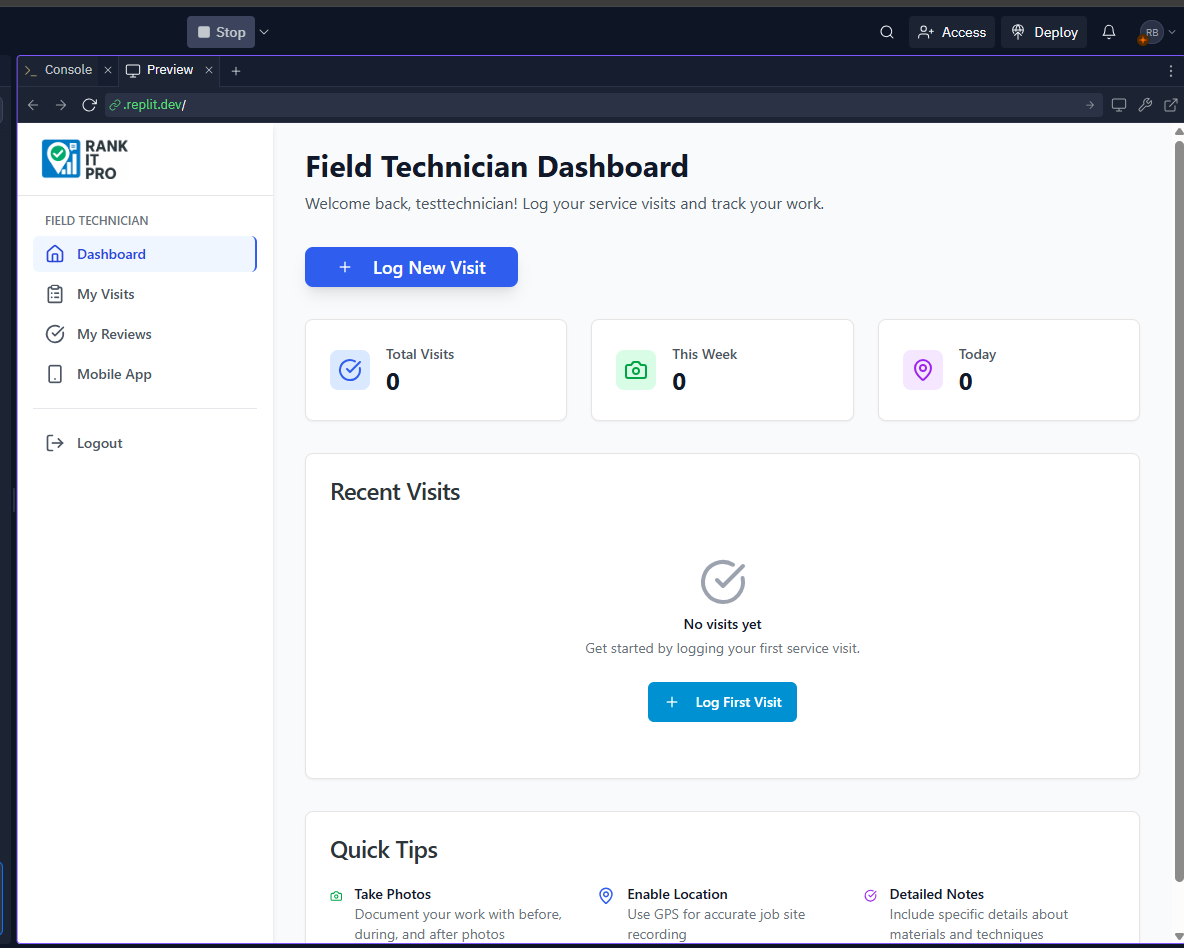 Stop
Access
Deploy
RB
Console
Preview
.replit.dev/
RANK
IT
PRO
FIELD TECHNICIAN
Dashboard
My Visits
My Reviews
Mobile App
Logout
Field Technician Dashboard
Welcome back, testtechnician! Log your service visits and track your work.
+ Log New Visit
Total Visits
0
This Week
0
Today
0
Recent Visits
No visits yet
Get started by logging your first service visit.
+ Log First Visit
Quick Tips
Take Photos
Document your work with before,
during, and after photos
Enable Location
Use GPS for accurate job site
recording
Detailed Notes
Include specific details about
materials and techniques